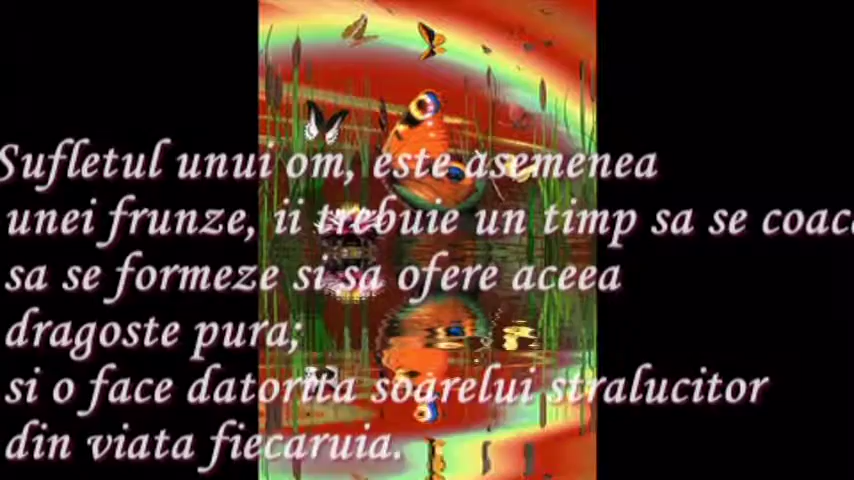 Sufletul unui om, este asemenea
unei frunze, ii trebuie un timp sa se coaca
sa se formeze si sa ofere aceea
dragoste pura;
si o face datorita soarelui stralucitor
din viata fiecaruia.